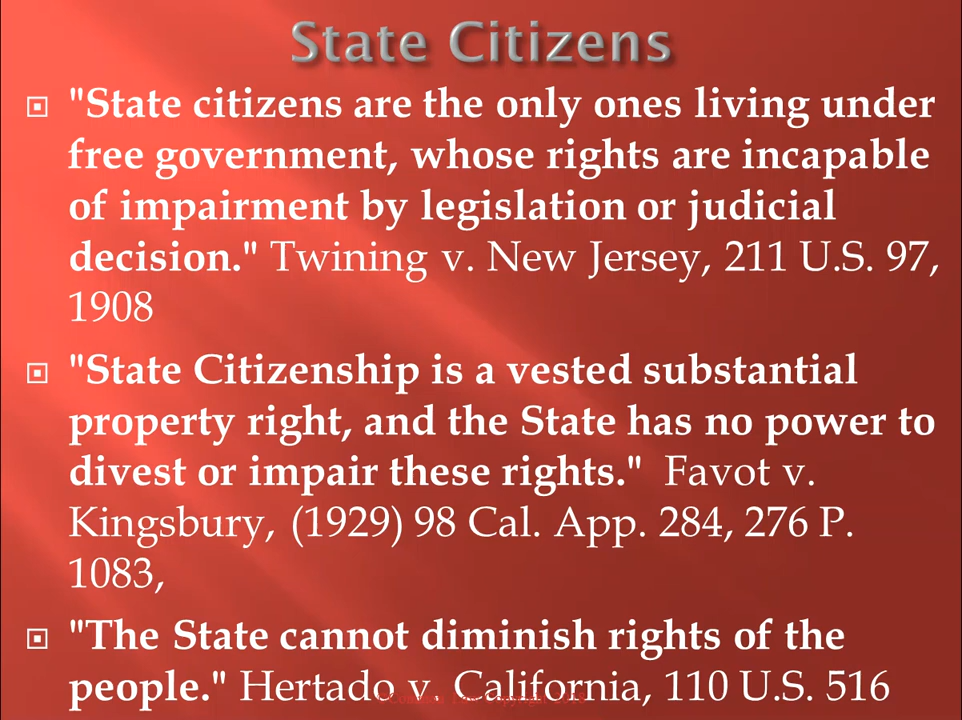 State Citizens
"State citizens are the only ones living under
free government, whose rights are incapable
of impairment by legislation or judicial
decision." Twining v. New Jersey, 211 U.S. 97,
1908
"State Citizenship is a vested substantial
property right, and the State has no power to
divest or impair these rights." Favot v.
Kingsbury, (1929) 98 Cal. App. 284, 276 P.
1083,
"The State cannot diminish rights of the
people." Hertado v. California, 110 U.S. 516
Law Copyright